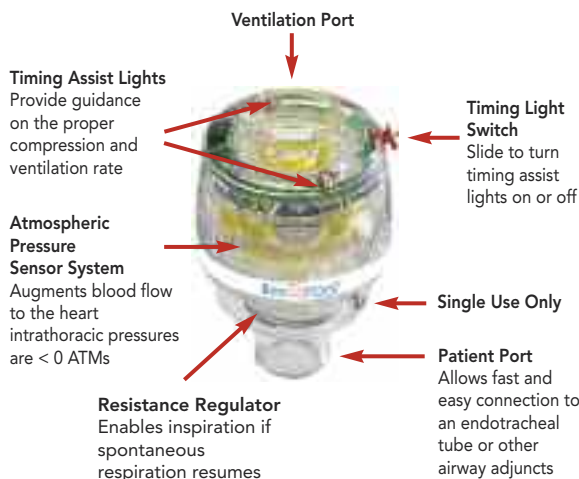 Ventilation Port
Timing Assist Lights
Provide guidance
on the proper
compression and
ventilation rate
Timing Light
Switch
Slide to turn
timing assist
lights on or off
Atmospheric
Pressure
Sensor System
Augments blood flow
to the heart
intrathoracic pressures
are < 0 ATMs
Single Use Only
Patient Port
Allows fast and
easy connection to
an endotracheal
tube or other
airway adjuncts
Resistance Regulator
Enables inspiration if
spontaneous
respiration resumes